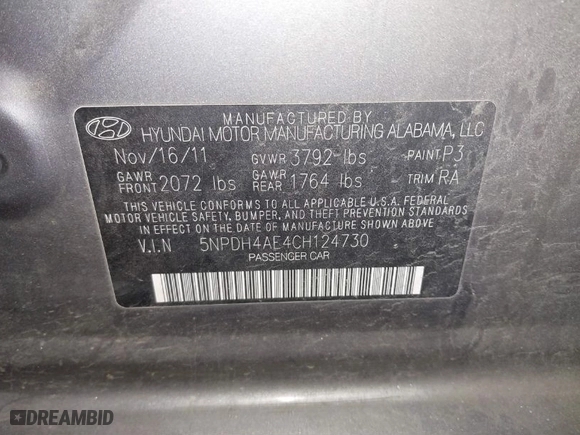 MANUFACTURED BY
HYUNDAI MOTOR MANUFACTURING ALABAMA, LLC
Nov/16/11 GVWR 3792 lbs PAINT P3
GAWR FRONT 2072 lbs GAWR REAR 1764 lbs TRIM RA
THIS VEHICLE CONFORMS TO ALL APPLICABLE U.S.A. FEDERAL
MOTOR VEHICLE SAFETY, BUMPER, AND THEFT PREVENTION
STANDARDS IN EFFECT ON THE DATE OF MANUFACTURE SHOWN ABOVE.
V.I.N 5NPDH4AE4CH124730
PASSENGER CAR
DREAMBID